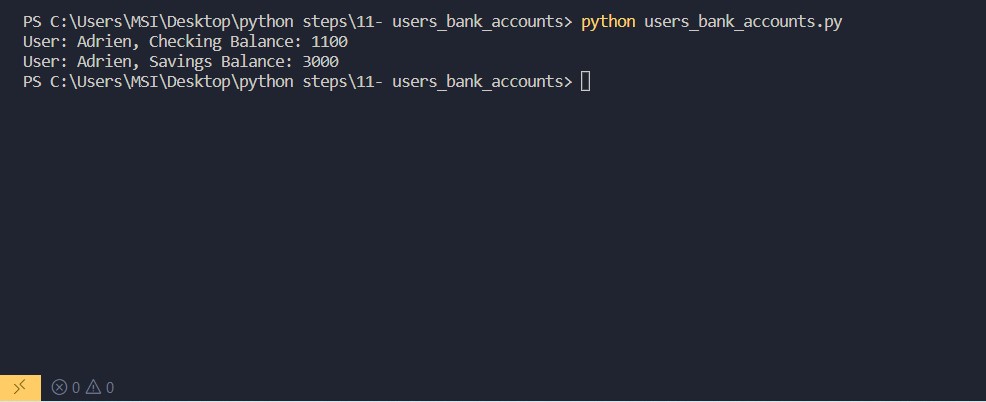 PS C:\Users\MSI\Desktop\python steps\11- users_bank_accounts> python users_bank_accounts.py
User: Adrien, Checking Balance: 1100
User: Adrien, Savings Balance: 3000
PS C:\Users\MSI\Desktop\python steps\11- users_bank_accounts>
0 0